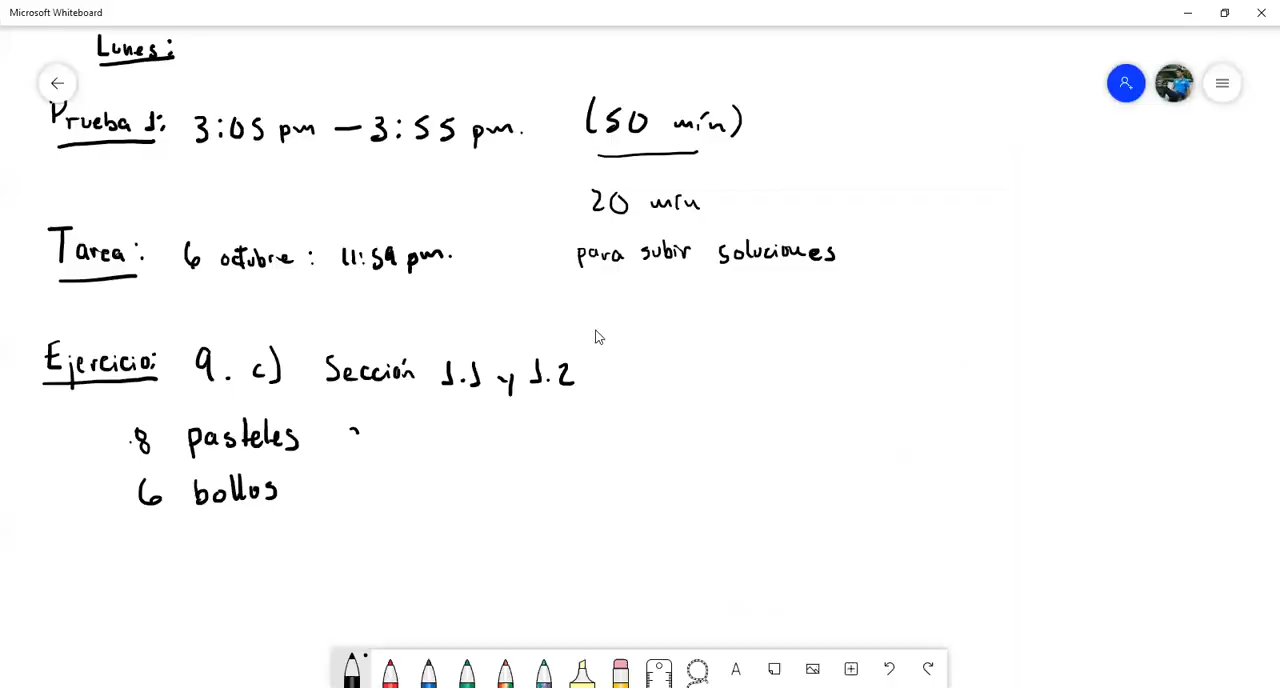 Microsoft Whiteboard
Lunes:
Prueba 1: 3:05 pm — 3:55 pm. (50 min)
20 min
para subir soluciones
Tarea: 6 octubre: 11:59 pm.
Ejercicio: 9. c) Sección 1.1 y 1.2
8 pasteles
6 bollos
A